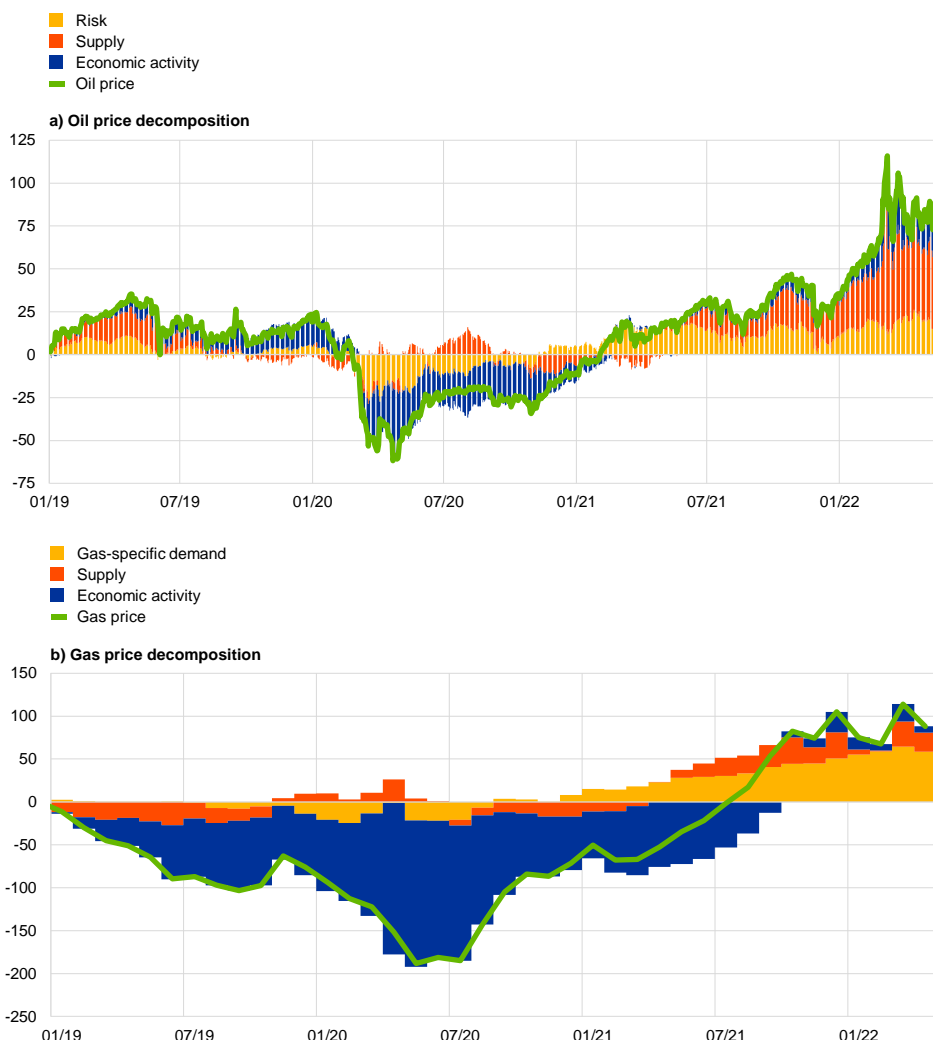 Risk
Supply
Economic activity
Oil price
a) Oil price decomposition
125
100
75
50
25
0
-25
-50
-75
01/19 07/19 01/20 07/20 01/21 07/21 01/22
Gas-specific demand
Supply
Economic activity
Gas price
b) Gas price decomposition
150
100
50
0
-50
-100
-150
-200
-250
01/19 07/19 01/20 07/20 01/21 07/21 01/22